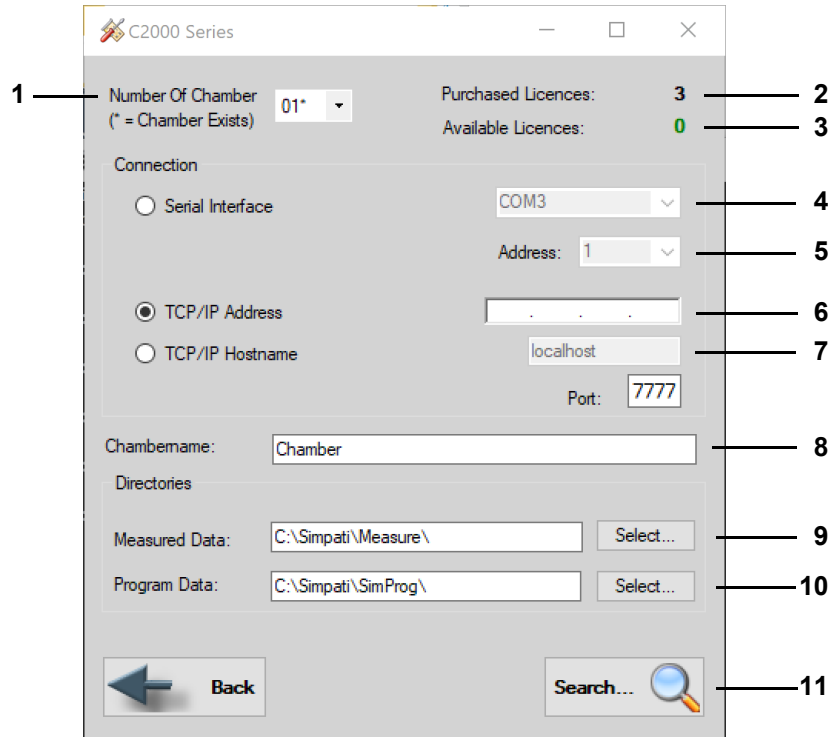 C2000 Series
1 Number Of Chamber 01* Purchased Licences: 3 2
(* = Chamber Exists) Available Licences: 0 3
Connection
Serial Interface COM3 4
Address: 1 5
TCP/IP Address . . . 6
TCP/IP Hostname localhost 7
Port: 7777
Chambername: Chamber 8
Directories
Measured Data: C:\Simpati\Measure\ Select... 9
Program Data: C:\Simpati\SimProg\ Select... 10
Back Search... 11